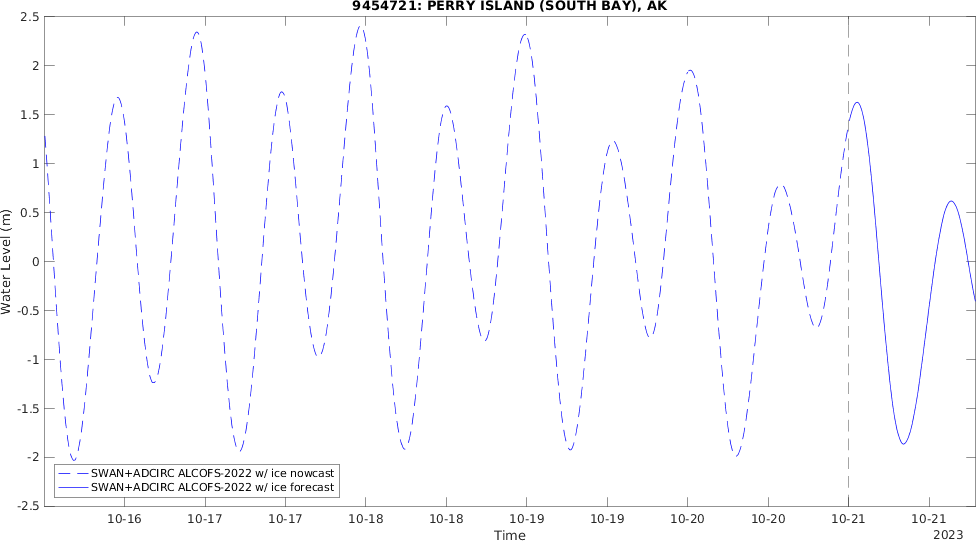 9454721: PERRY ISLAND (SOUTH BAY), AK
2.5
2
1.5
1
0.5
0
-0.5
-1
-1.5
-2
-2.5
Water Level (m)
SWAN+ADCIRC ALCOFS-2022 w/ ice nowcast
SWAN+ADCIRC ALCOFS-2022 w/ ice forecast
10-16 10-17 10-17 10-18 10-18 10-19 10-19 10-20 10-20 10-21 10-21
Time
2023